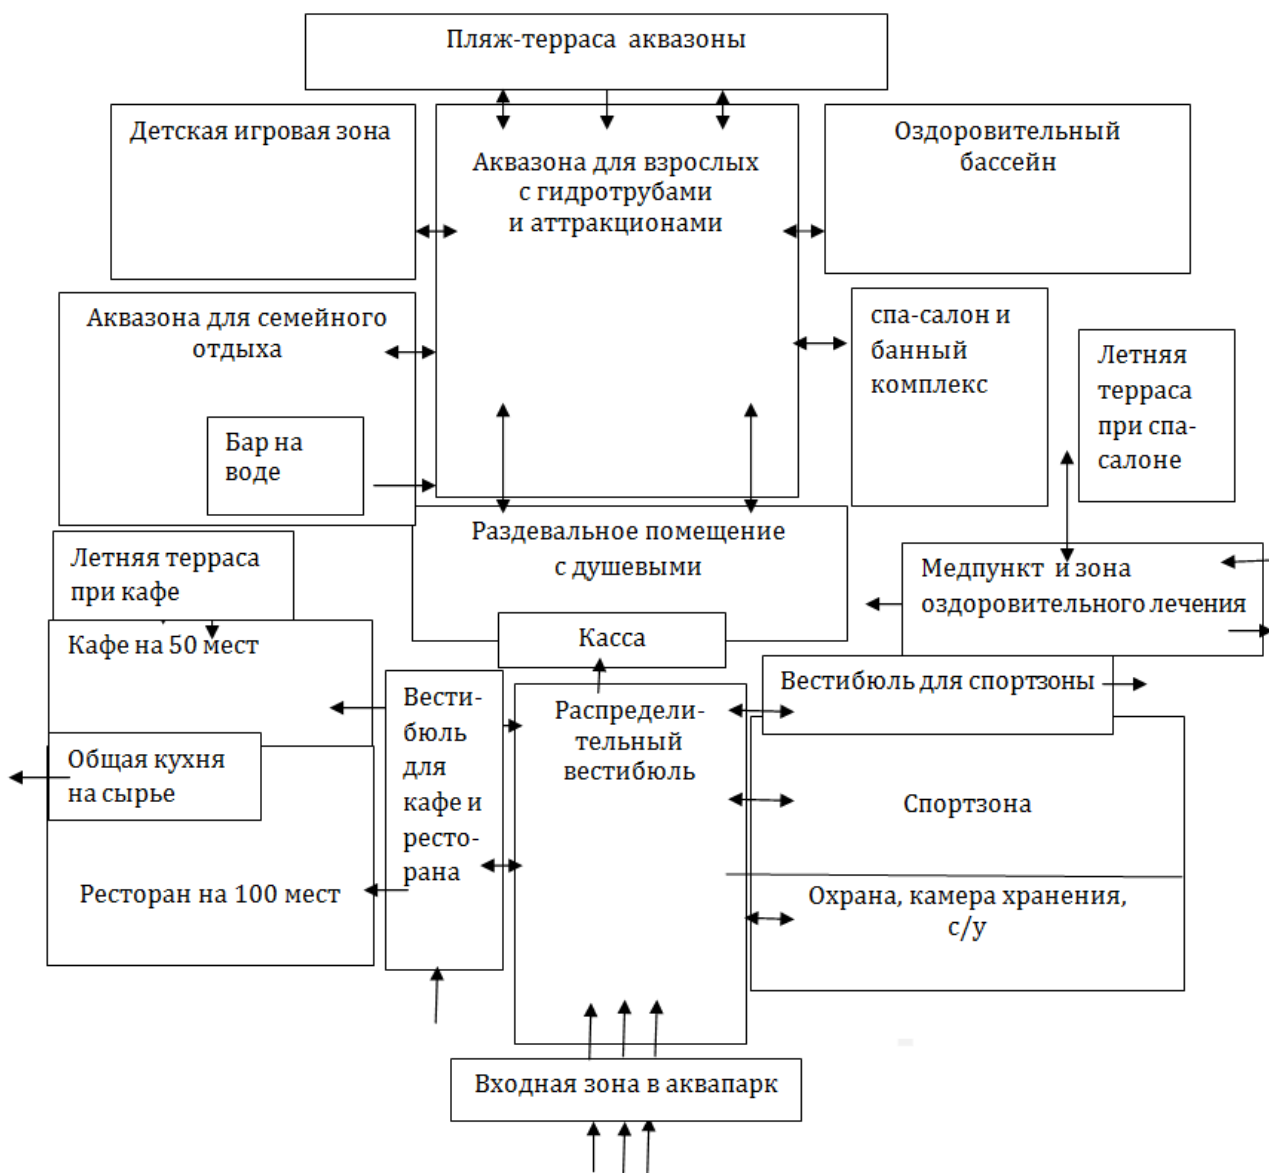 Пляж-терраса аквазоны
Детская игровая зона
Аквазона для взрослых
с гидротрубами
и аттракционами
Оздоровительный
бассейн
Аквазона для семейного
отдыха
Бар на
воде
спа-салон и
банный
комплекс
Летняя
терраса
при спа-
салоне
Раздевальное помещение
с душевыми
Касса
Летняя терраса
при кафе
Кафе на 50 мест
Общая кухня
на сырье
Ресторан на 100 мест
Вести-
бюль
для
кафе и
ресто-
рана
Распредели-
тельный
вестибюль
Медпункт и зона
оздоровительного лечения
Вестибюль для спортзоны
Спортзона
Охрана, камера хранения,
с/у
Входная зона в аквапарк